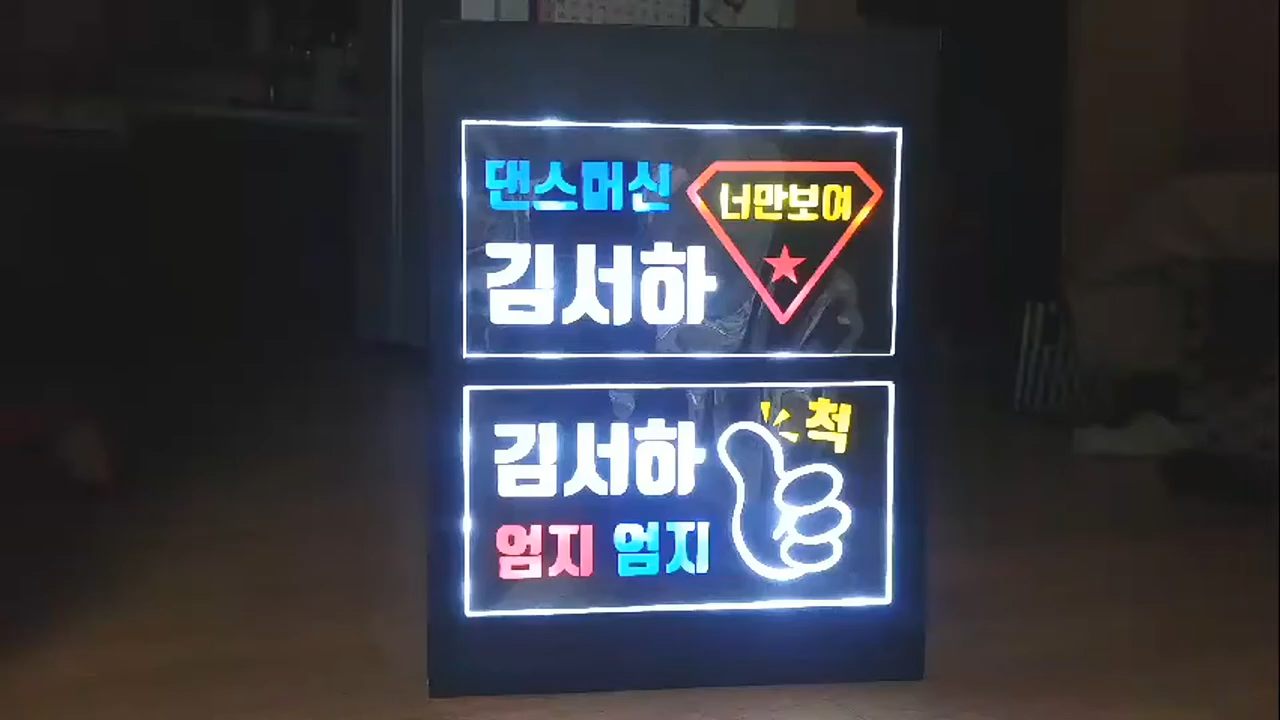 댄스머신
너만보여
김서하
척
김서하
엄지 엄지